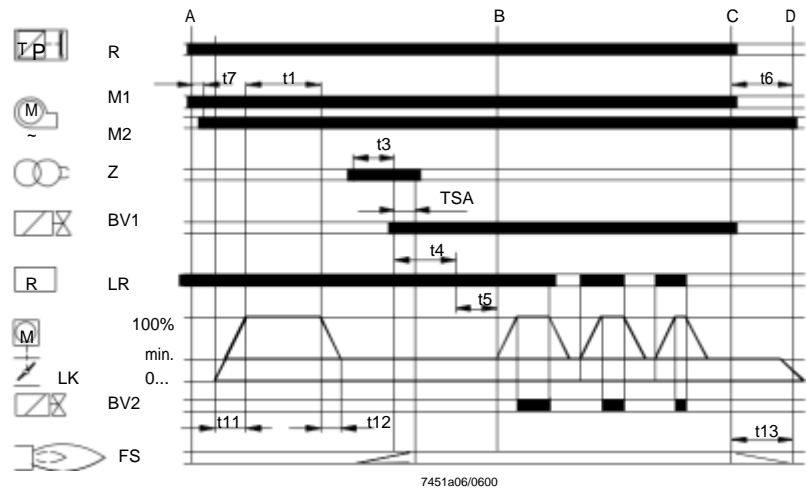 A B C D
T P R
t7 t1 t6
M M1
~ M2
t3
Z
TSA
BV1
t4
R LR
t5
100%
M
min.
LK 0...
BV2
t11 t12 t13
FS
7451a06/0600